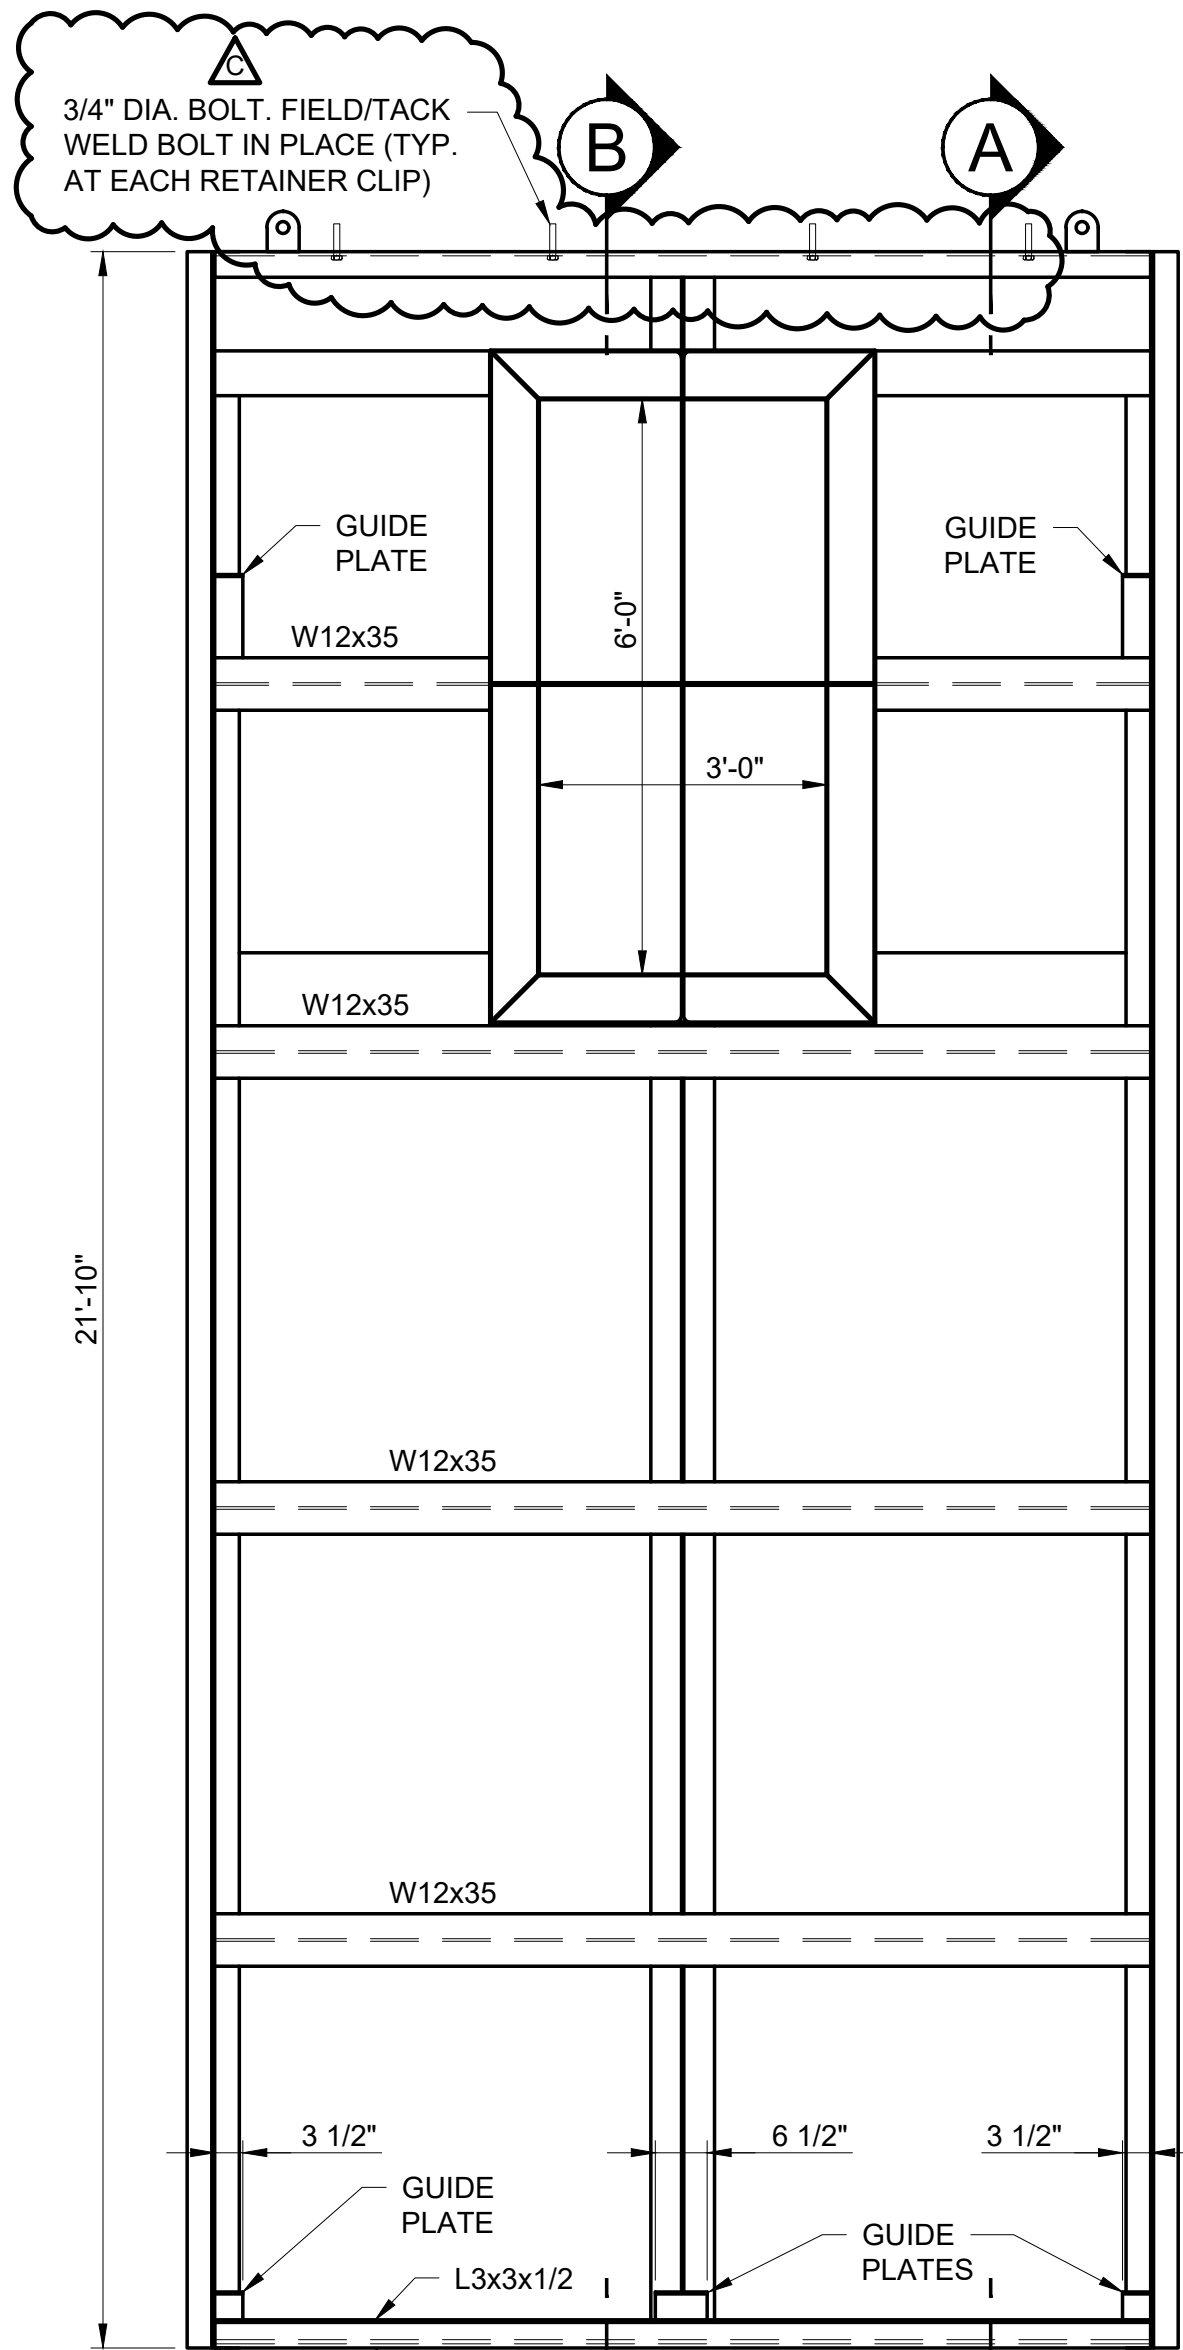 C
3/4" DIA. BOLT. FIELD/TACK
WELD BOLT IN PLACE (TYP.
AT EACH RETAINER CLIP)
B
A
GUIDE
PLATE
GUIDE
PLATE
6'-0"
W12x35
3'-0"
W12x35
21'-10"
W12x35
W12x35
3 1/2"
6 1/2"
3 1/2"
GUIDE
PLATE
GUIDE
PLATES
L3x3x1/2